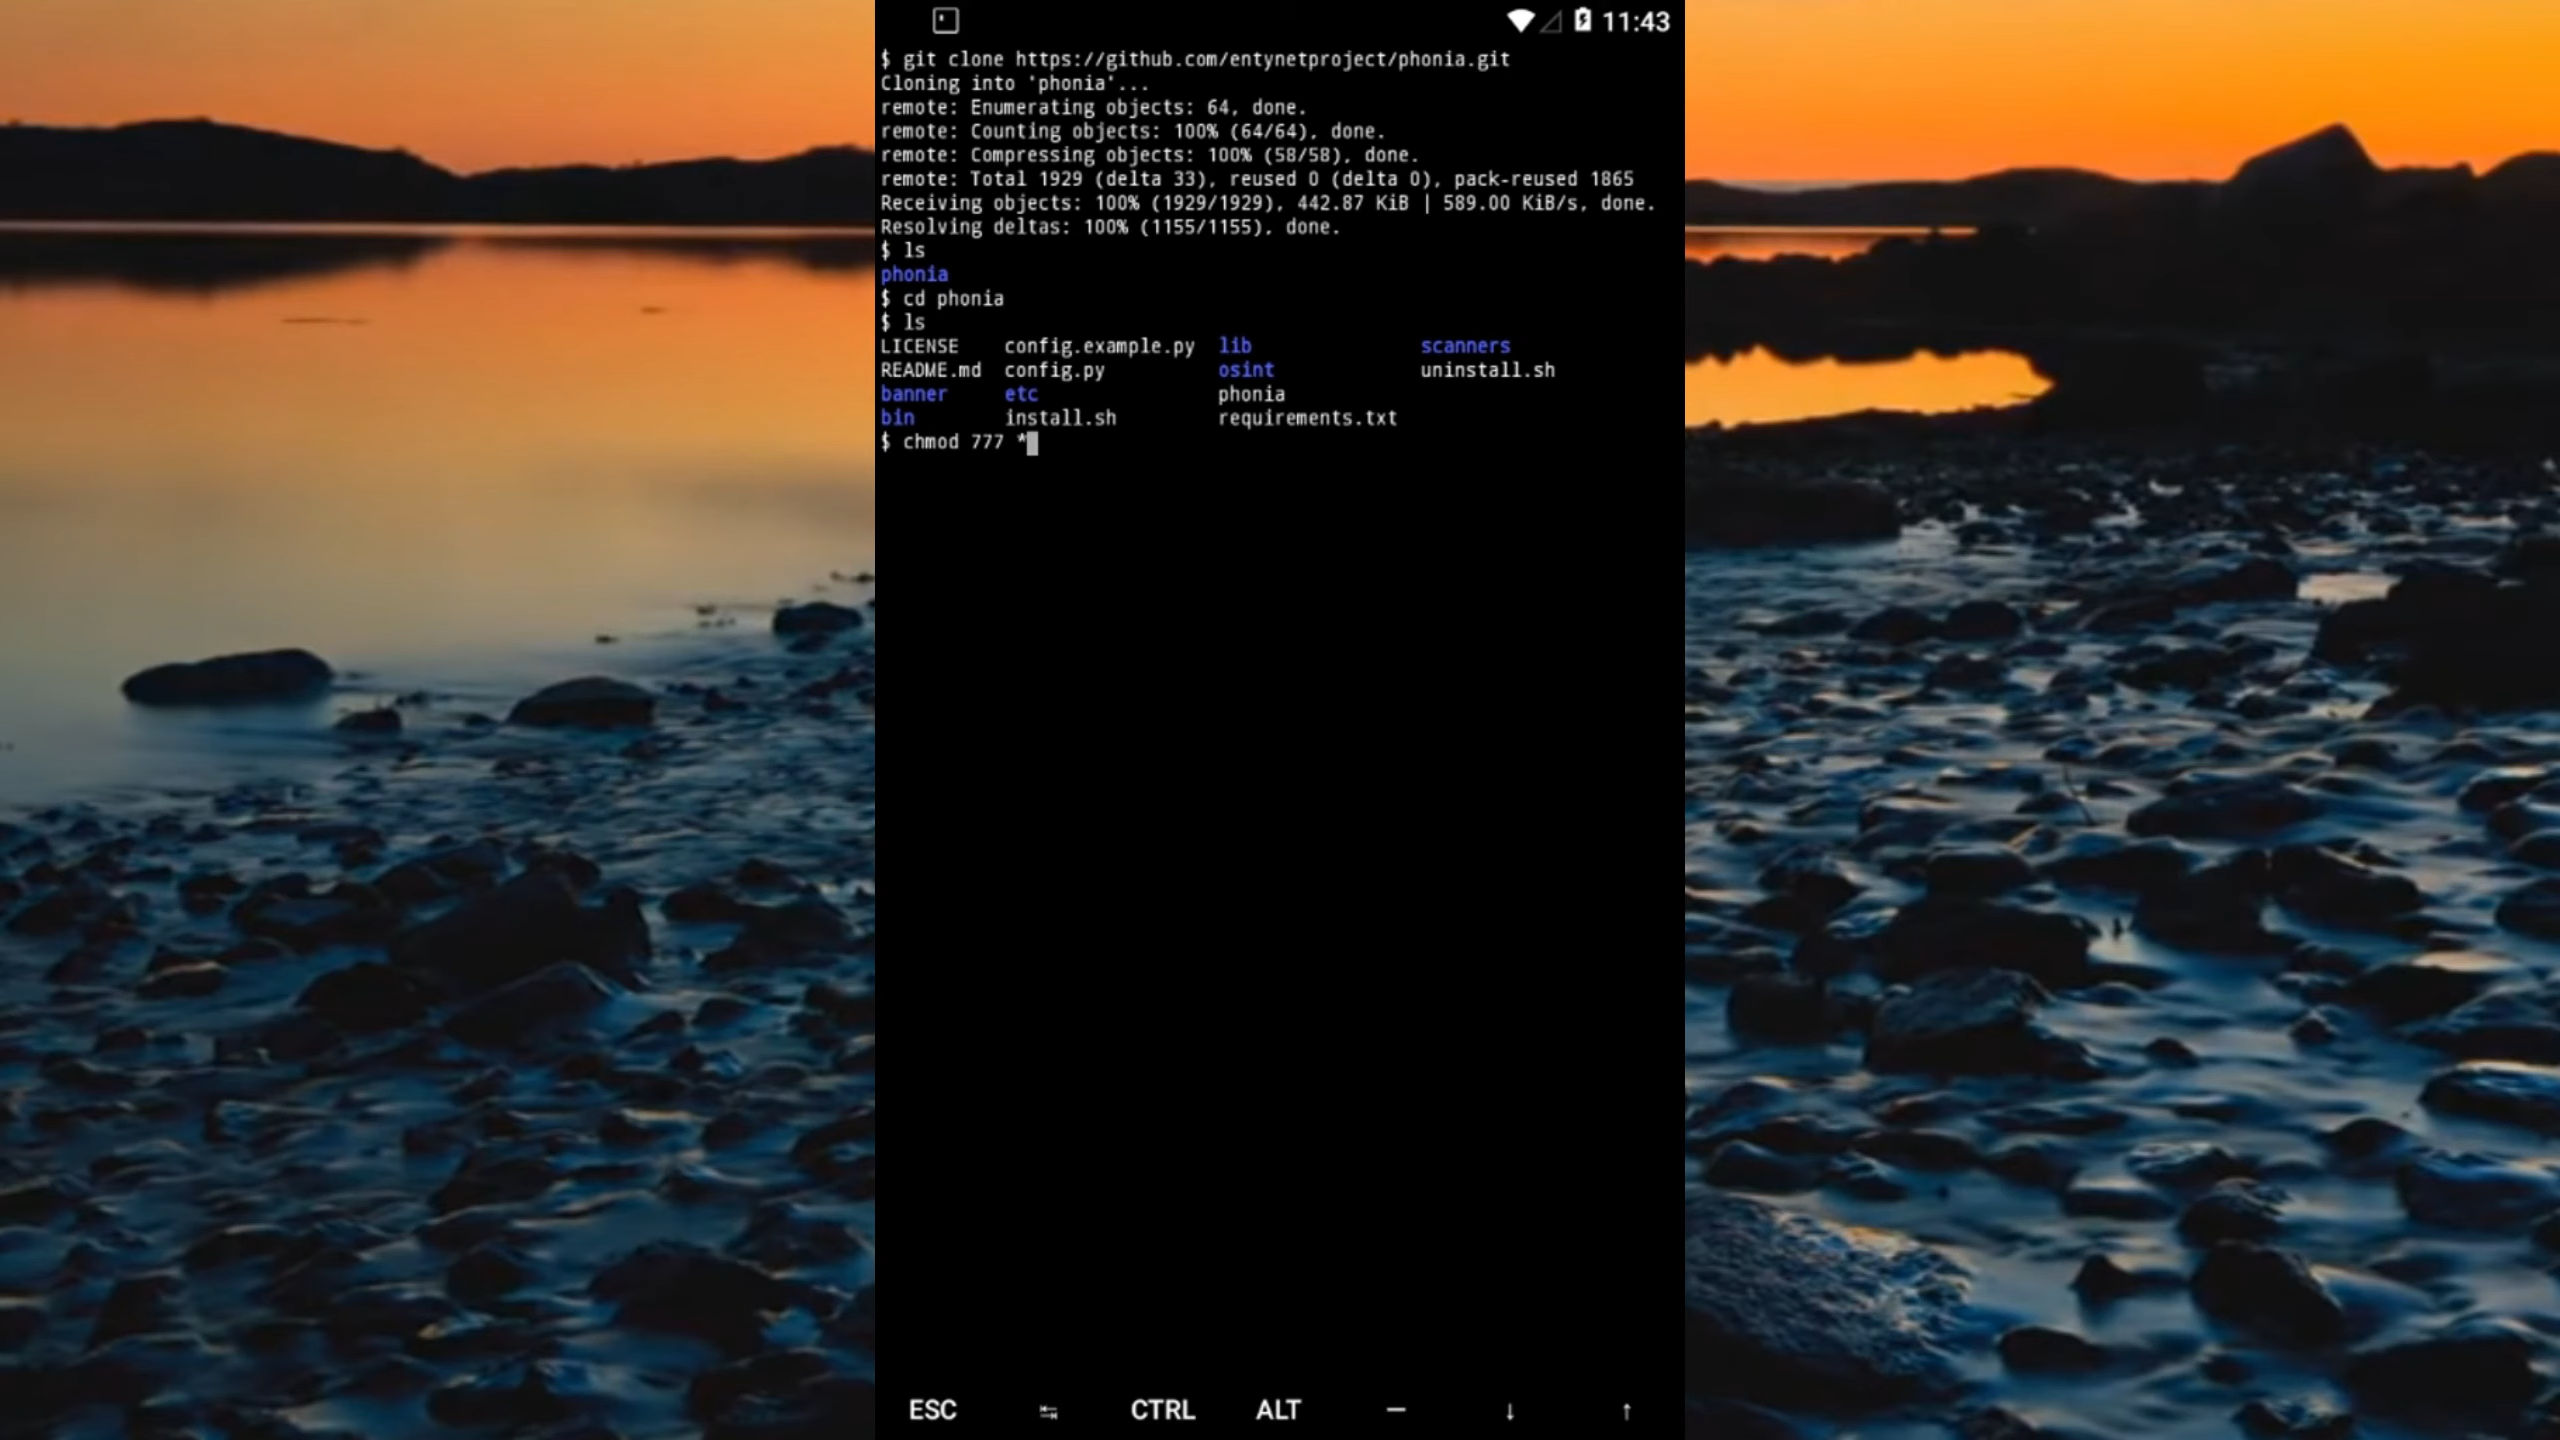 11:43
$ git clone https://github.com/entynetproject/phonia.git
Cloning into 'phonia'...
remote: Enumerating objects: 64, done.
remote: Counting objects: 100% (64/64), done.
remote: Compressing objects: 100% (58/58), done.
remote: Total 1929 (delta 33), reused 0 (delta 0), pack-reused 1865
Receiving objects: 100% (1929/1929), 442.87 KiB | 589.00 KiB/s, done.
Resolving deltas: 100% (1155/1155), done.
$ ls
phonia
$ cd phonia
$ ls
LICENSE config.example.py lib scanners
README.md config.py osint uninstall.sh
banner etc phonia
bin install.sh requirements.txt
$ chmod 777 *
ESC ↹ CTRL ALT — ↓ ↑